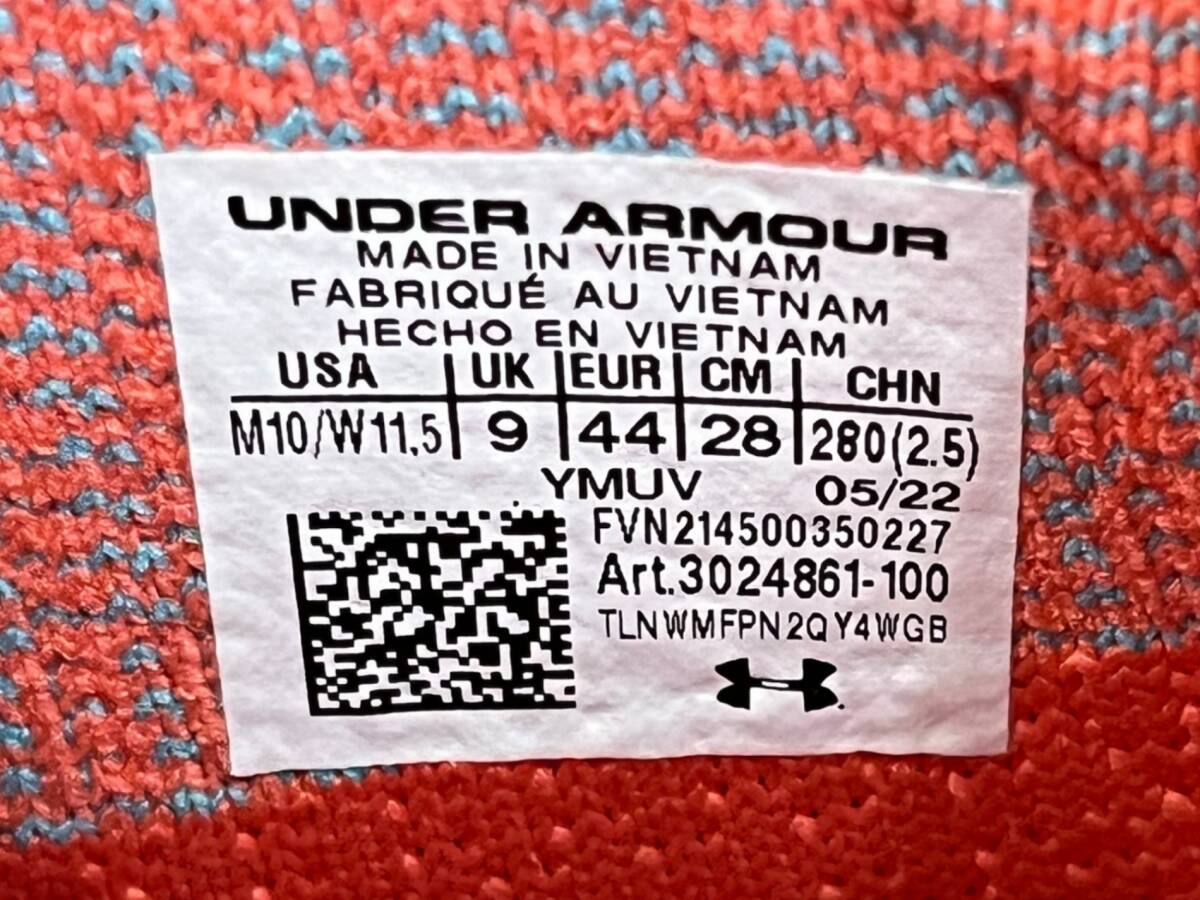 UNDER ARMOUR
MADE IN VIETNAM
FABRIQUÉ AU VIETNAM
HECHO EN VIETNAM
USA UK EUR CM CHN
M10/W11.5 9 44 28 280(2.5)
YMUV 05/22
FVN214500350227
Art.3024861-100
TLNWMFPN2QY4WGB